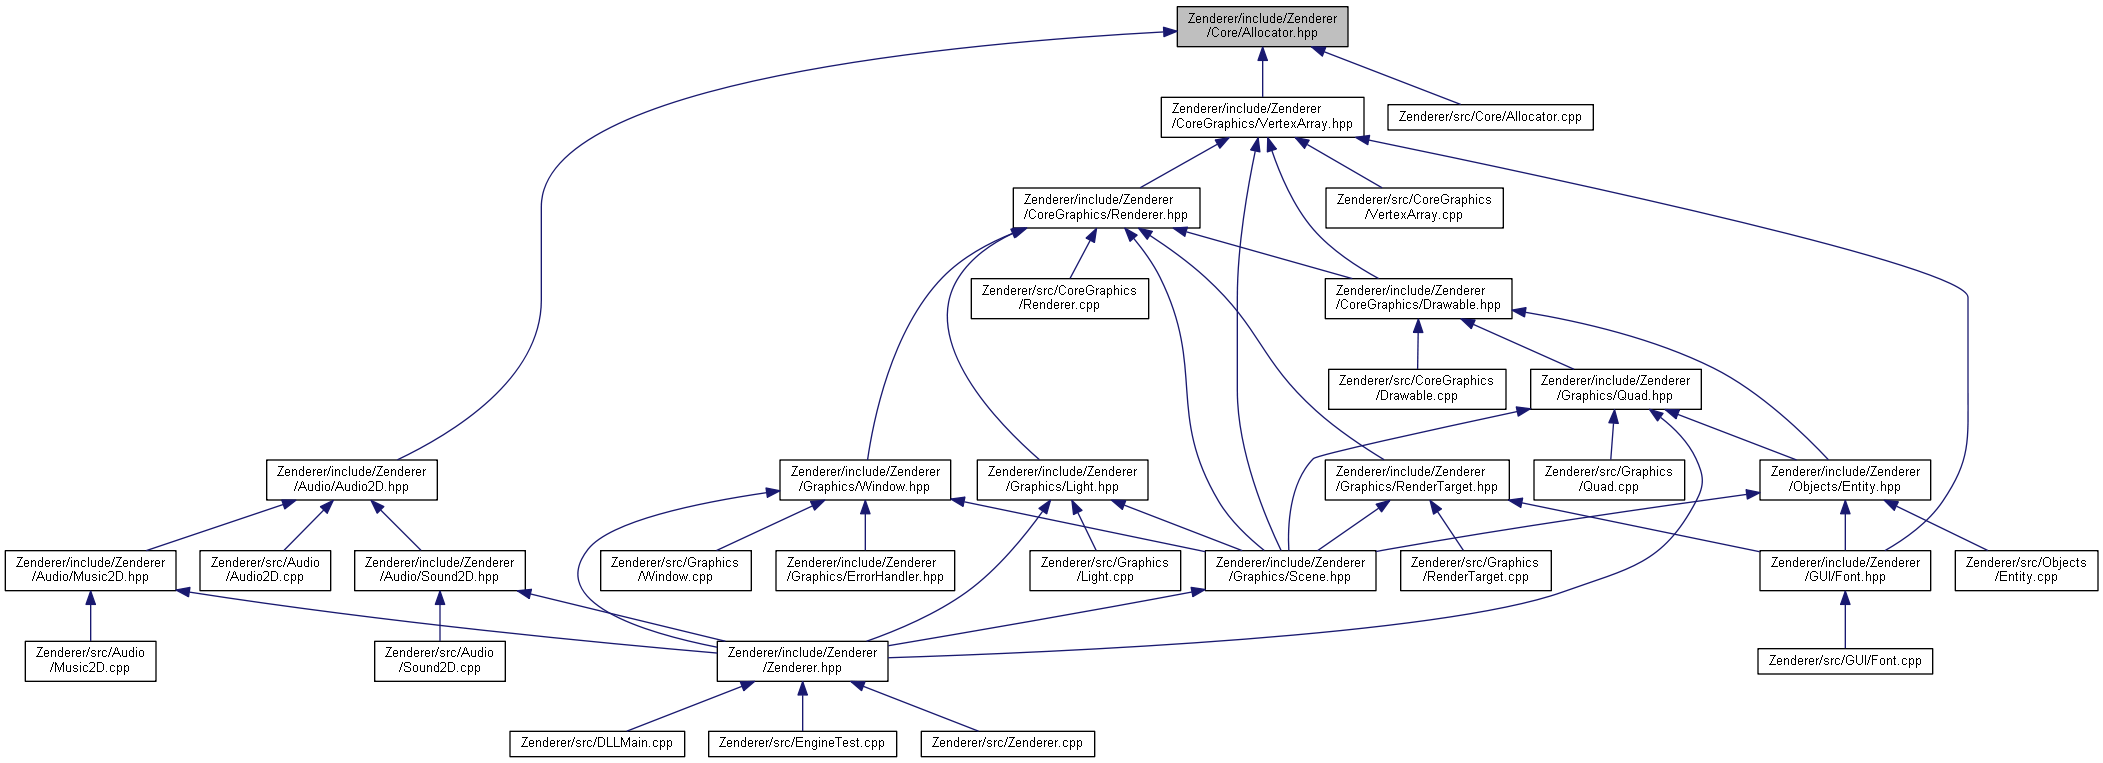 Zenderer/include/Zenderer
/Core/Allocator.hpp
Zenderer/include/Zenderer
/CoreGraphics/VertexArray.hpp
Zenderer/src/Core/Allocator.cpp
Zenderer/include/Zenderer
/CoreGraphics/Renderer.hpp
Zenderer/src/CoreGraphics
/VertexArray.cpp
Zenderer/src/CoreGraphics
/Renderer.cpp
Zenderer/include/Zenderer
/CoreGraphics/Drawable.hpp
Zenderer/src/CoreGraphics
/Drawable.cpp
Zenderer/include/Zenderer
/Graphics/Quad.hpp
Zenderer/include/Zenderer
/Audio/Audio2D.hpp
Zenderer/include/Zenderer
/Graphics/Window.hpp
Zenderer/include/Zenderer
/Graphics/Light.hpp
Zenderer/include/Zenderer
/Graphics/RenderTarget.hpp
Zenderer/src/Graphics
/Quad.cpp
Zenderer/include/Zenderer
/Objects/Entity.hpp
Zenderer/include/Zenderer
/Audio/Music2D.hpp
Zenderer/src/Audio
/Audio2D.cpp
Zenderer/include/Zenderer
/Audio/Sound2D.hpp
Zenderer/src/Graphics
/Window.cpp
Zenderer/include/Zenderer
/Graphics/ErrorHandler.hpp
Zenderer/src/Graphics
/Light.cpp
Zenderer/include/Zenderer
/Graphics/Scene.hpp
Zenderer/src/Graphics
/RenderTarget.cpp
Zenderer/include/Zenderer
/GUI/Font.hpp
Zenderer/src/Objects
/Entity.cpp
Zenderer/src/Audio
/Music2D.cpp
Zenderer/src/Audio
/Sound2D.cpp
Zenderer/include/Zenderer
/Zenderer.hpp
Zenderer/src/GUI/Font.cpp
Zenderer/src/DLLMain.cpp
Zenderer/src/EngineTest.cpp
Zenderer/src/Zenderer.cpp